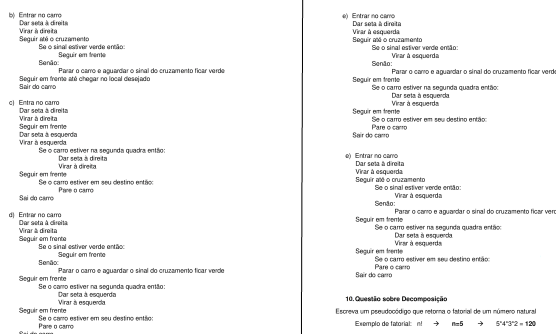 b) Entrar no carro
Dar seta à direita
Virar à direita
Seguir até o cruzamento
Se o sinal estiver verde então:
Seguir em frente
Senão:
Parar o carro e aguardar o sinal do cruzamento ficar verde
Seguir em frente até chegar no local desejado
Sair do carro
c) Entra no carro
Dar seta à direita
Virar à direita
Seguir em frente
Dar seta à esquerda
Virar à esquerda
Se o carro estiver na segunda quadra então:
Dar seta à direita
Virar à direita
Seguir em frente
Se o carro estiver em seu destino então:
Pare o carro
Sai do carro
d) Entrar no carro
Dar seta à direita
Virar à direita
Seguir em frente
Se o sinal estiver verde então:
Seguir em frente
Senão:
Parar o carro e aguardar o sinal do cruzamento ficar verde
Seguir em frente
Se o carro estiver na segunda quadra então:
Dar seta à esquerda
Virar à esquerda
Seguir em frente
Se o carro estiver em seu destino então:
Pare o carro
Sai do carro
e) Entrar no carro
Dar seta à direita
Virar à esquerda
Seguir até o cruzamento
Se o sinal estiver verde então:
Virar à esquerda
Senão:
Parar o carro e aguardar o sinal do cruzamento ficar verde
Seguir em frente
Se o carro estiver na segunda quadra então:
Dar seta à esquerda
Virar à esquerda
Seguir em frente
Se o carro estiver em seu destino então:
Pare o carro
Sair do carro
e) Entrar no carro
Dar seta à direita
Virar à esquerda
Seguir até o cruzamento
Se o sinal estiver verde então:
Virar à esquerda
Senão:
Parar o carro e aguardar o sinal do cruzamento ficar verd
Seguir em frente
Se o carro estiver na segunda quadra então:
Dar seta à esquerda
Virar à esquerda
Seguir em frente
Se o carro estiver em seu destino então:
Pare o carro
Sair do carro
10.Questão sobre Decomposição
Escreva um pseudocódigo que retorna o fatorial de um número natural
Exemplo de fatorial: n! → n=5 → 5*4*3*2 = 120